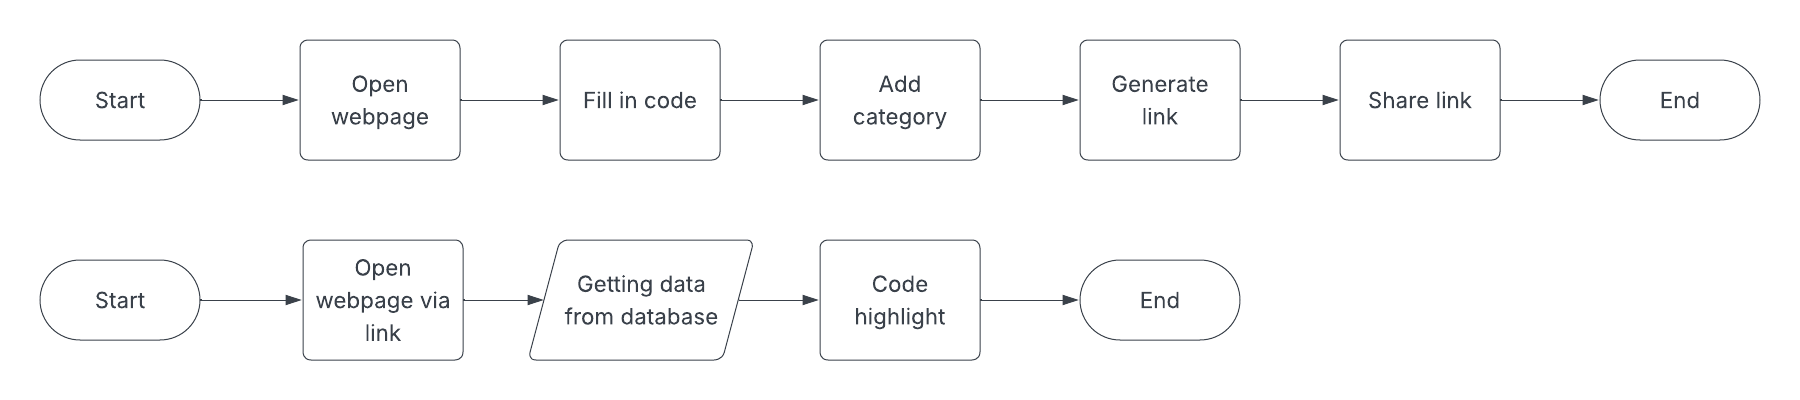 Start
Open
webpage
Fill in code
Add
category
Generate
link
Share link
End
Start
Open
webpage via
link
Getting data
from database
Code
highlight
End